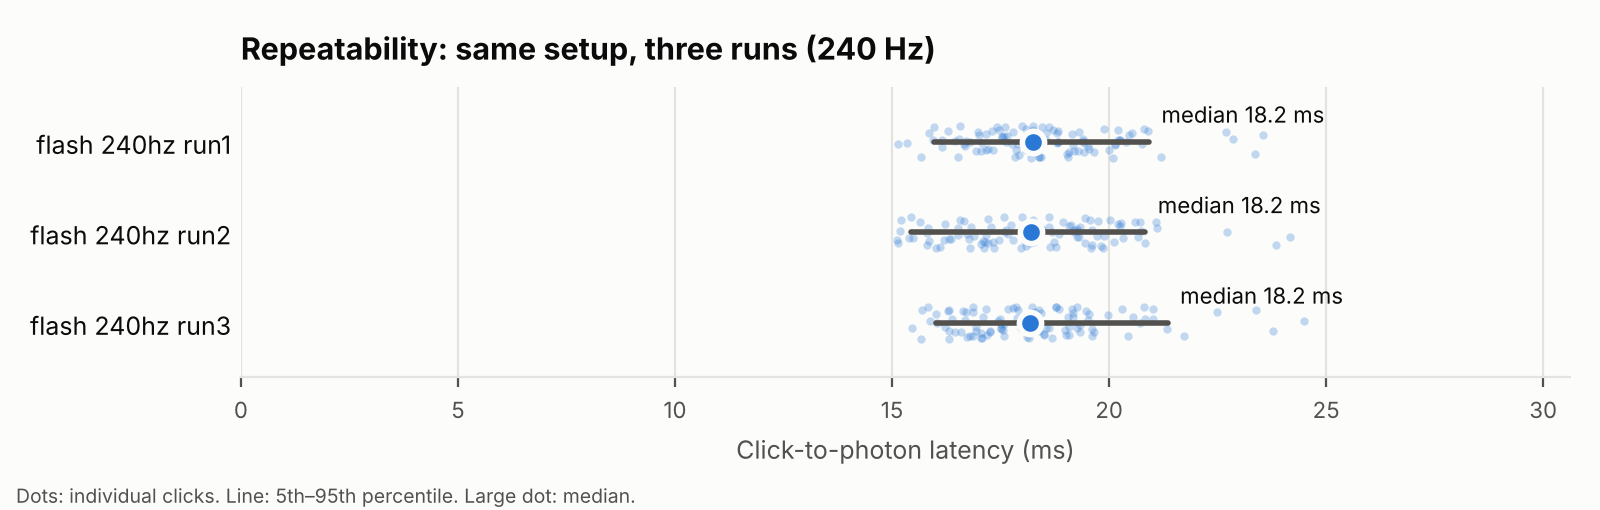 Repeatability: same setup, three runs (240 Hz)
median 18.2 ms
flash 240hz run1
median 18.2 ms
flash 240hz run2
median 18.2 ms
flash 240hz run3
0 5 10 15 20 25 30
Click-to-photon latency (ms)
Dots: individual clicks. Line: 5th–95th percentile. Large dot: median.